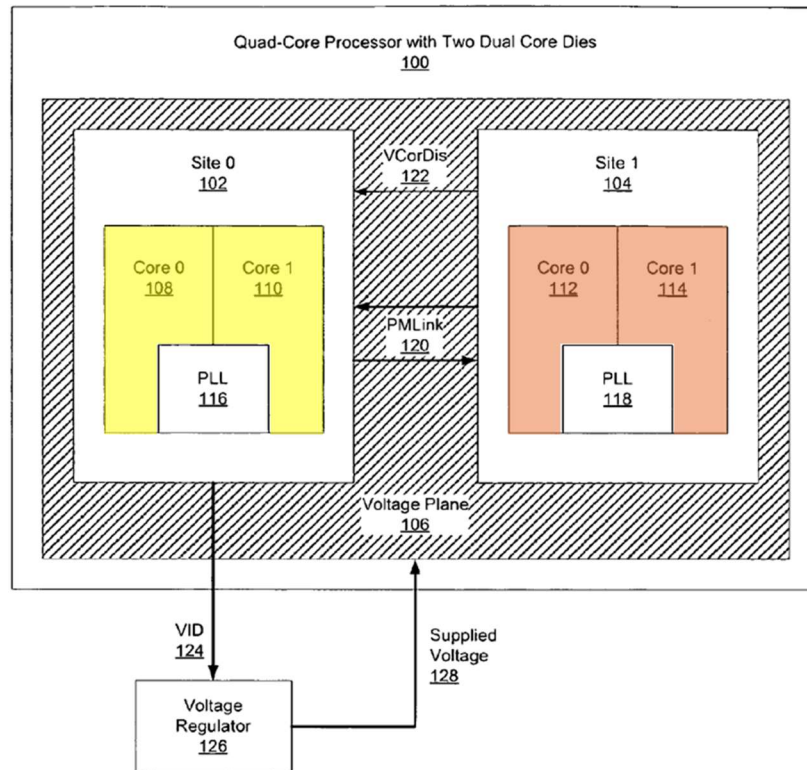 Quad-Core Processor with Two Dual Core Dies
100
Site 0
102
VCorDis
122
Site 1
104
Core 0
108
Core 1
110
Core 0
112
Core 1
114
PMLink
120
PLL
116
PLL
118
Voltage Plane
106
VID
124
Supplied
Voltage
128
Voltage
Regulator
126